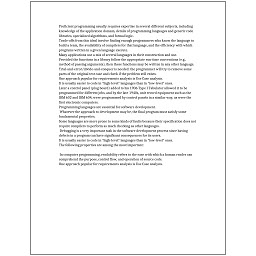 Proficient programming usually requires expertise in several different subjects, including
knowledge of the application domain, details of programming languages and generic code
libraries, specialized algorithms, and formal logic.
Trade-offs from this ideal involve finding enough programmers who know the language to
build a team, the availability of compilers for that language, and the efficiency with which
programs written in a given language execute.
Many applications use a mix of several languages in their construction and use.
Provided the functions in a library follow the appropriate run-time conventions (e.g.,
method of passing arguments), then these functions may be written in any other language.
Trial-and-error/divide-and-conquer is needed: the programmer will try to remove some
parts of the original test case and check if the problem still exists.
One approach popular for requirements analysis is Use Case analysis.
It is usually easier to code in "high-level" languages than in "low-level" ones.
Later a control panel (plug board) added to his 1906 Type I Tabulator allowed it to be
programmed for different jobs, and by the late 1940s, unit record equipment such as the
IBM 602 and IBM 604, were programmed by control panels in a similar way, as were the
first electronic computers.
Programming languages are essential for software development.
Whatever the approach to development may be, the final program must satisfy some
fundamental properties.
Some languages are more prone to some kinds of faults because their specification does not
require compilers to perform as much checking as other languages.
Debugging is a very important task in the software development process since having
defects in a program can have significant consequences for its users.
It is usually easier to code in "high-level" languages than in "low-level" ones.
The following properties are among the most important:
In computer programming, readability refers to the ease with which a human reader can
comprehend the purpose, control flow, and operation of source code.
One approach popular for requirements analysis is Use Case analysis.